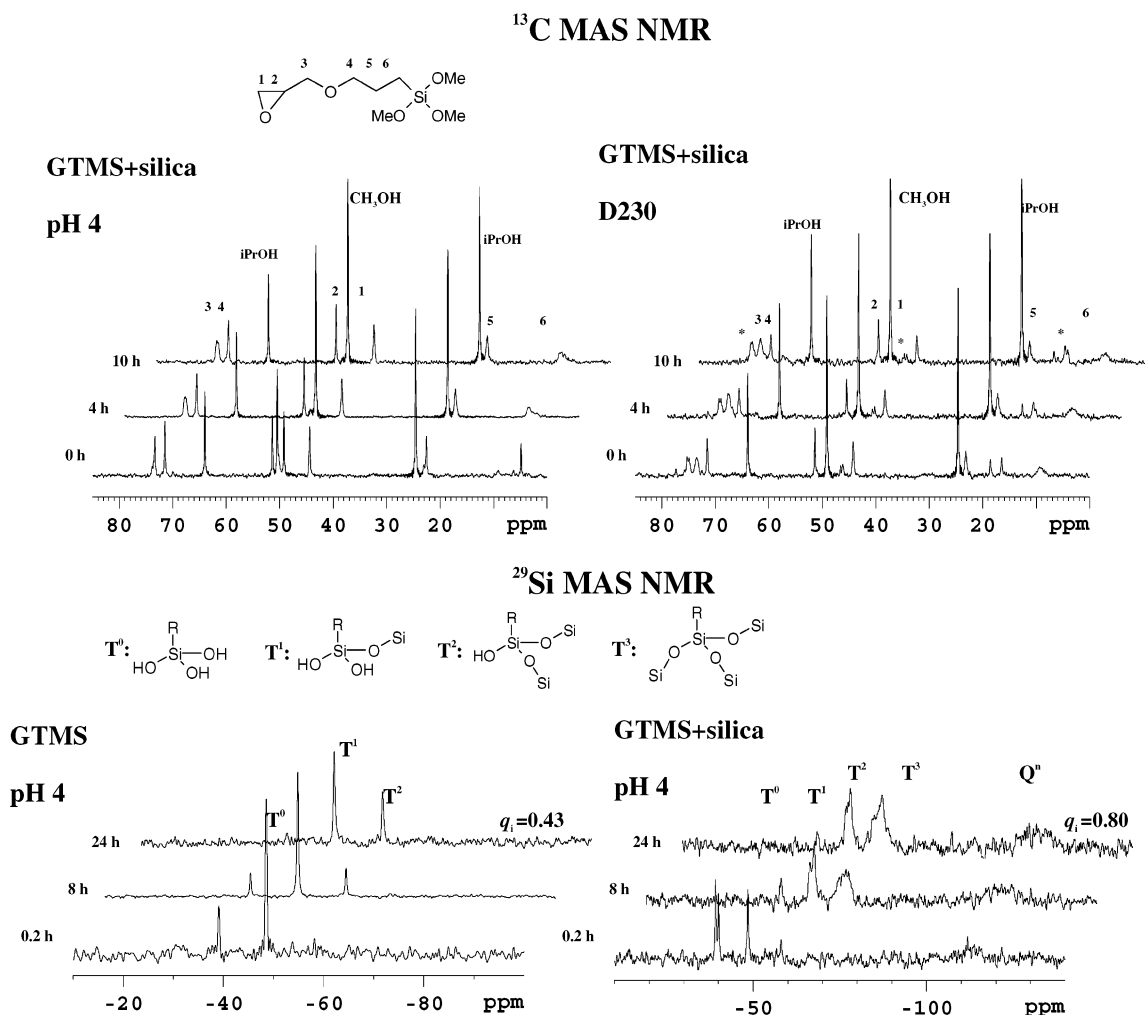 ¹³C MAS NMR
1 2 3 4 5 6
O O Si OMe
MeO OMe
GTMS+silica
pH 4
CH₃OH
iPrOH
iPrOH
3 4
2
1
5
6
10 h
4 h
0 h
80 70 60 50 40 30 20 ppm
GTMS+silica
D230
CH₃OH
iPrOH
iPrOH
* 3 4
2
1
*
5
*
6
10 h
4 h
0 h
80 70 60 50 40 30 20 ppm
²⁹Si MAS NMR
T⁰: R Si OH HO OH
T¹: R Si O Si HO OH
T²: R Si O Si HO O Si
T³: R Si O Si O Si O Si
GTMS
pH 4
T¹
T²
T⁰
qᵢ=0.43
24 h
8 h
0.2 h
-20 -40 -60 -80 ppm
GTMS+silica
pH 4
T⁰ T¹ T² T³ Qⁿ
qᵢ=0.80
24 h
8 h
0.2 h
-50 -100 ppm